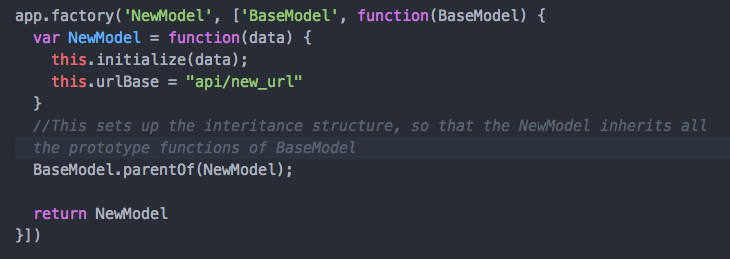 app.factory('NewModel', ['BaseModel', function(BaseModel) {
  var NewModel = function(data) {
    this.initialize(data);
    this.urlBase = "api/new_url"
  }
  //This sets up the interitance structure, so that the NewModel inherits all
  the prototype functions of BaseModel
  BaseModel.parentOf(NewModel);

  return NewModel
}])